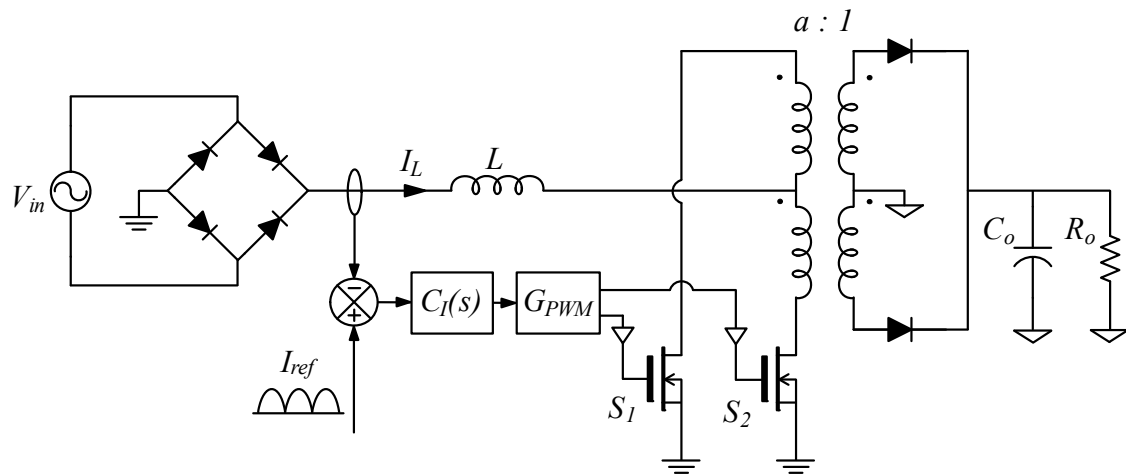 a : 1
I_L
L
V_in
C_o
R_o
C_I(s)
G_PWM
I_ref
S_1
S_2